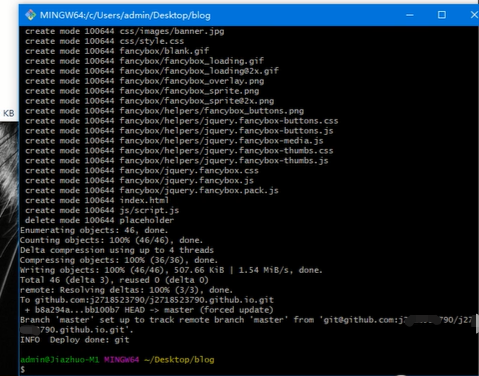 MINGW64:/c/Users/admin/Desktop/blog
create mode 100644 css/images/banner.jpg
create mode 100644 css/style.css
create mode 100644 fancybox/blank.gif
create mode 100644 fancybox/fancybox_loading.gif
create mode 100644 fancybox/fancybox_loading@2x.gif
create mode 100644 fancybox/fancybox_overlay.png
create mode 100644 fancybox/fancybox_sprite.png
create mode 100644 fancybox/fancybox_sprite@2x.png
create mode 100644 fancybox/helpers/fancybox_buttons.png
KB
create mode 100644 fancybox/helpers/jquery.fancybox-buttons.css
create mode 100644 fancybox/helpers/jquery.fancybox-buttons.js
create mode 100644 fancybox/helpers/jquery.fancybox-media.js
create mode 100644 fancybox/helpers/jquery.fancybox-thumbs.css
create mode 100644 fancybox/helpers/jquery.fancybox-thumbs.js
create mode 100644 fancybox/jquery.fancybox.css
create mode 100644 fancybox/jquery.fancybox.js
create mode 100644 fancybox/jquery.fancybox.pack.js
create mode 100644 index.html
create mode 100644 js/script.js
delete mode 100644 placeholder
Enumerating objects: 46, done.
Counting objects: 100% (46/46), done.
Delta compression using up to 4 threads
Compressing objects: 100% (36/36), done.
Writing objects: 100% (46/46), 507.66 KiB | 1.54 MiB/s, done.
Total 46 (delta 3), reused 0 (delta 0)
remote: Resolving deltas: 100% (3/3), done.
To github.com:j2718523790/j2718523790.github.io.git
+ b8a294a...bb100b7 HEAD -> master (forced update)
Branch 'master' set up to track remote branch 'master' from 'git@github.com:j2
790/j27
790.github.io.git'.
INFO  Deploy done: git
admin@Jiazhuo-M1 MINGW64 ~/Desktop/blog
$